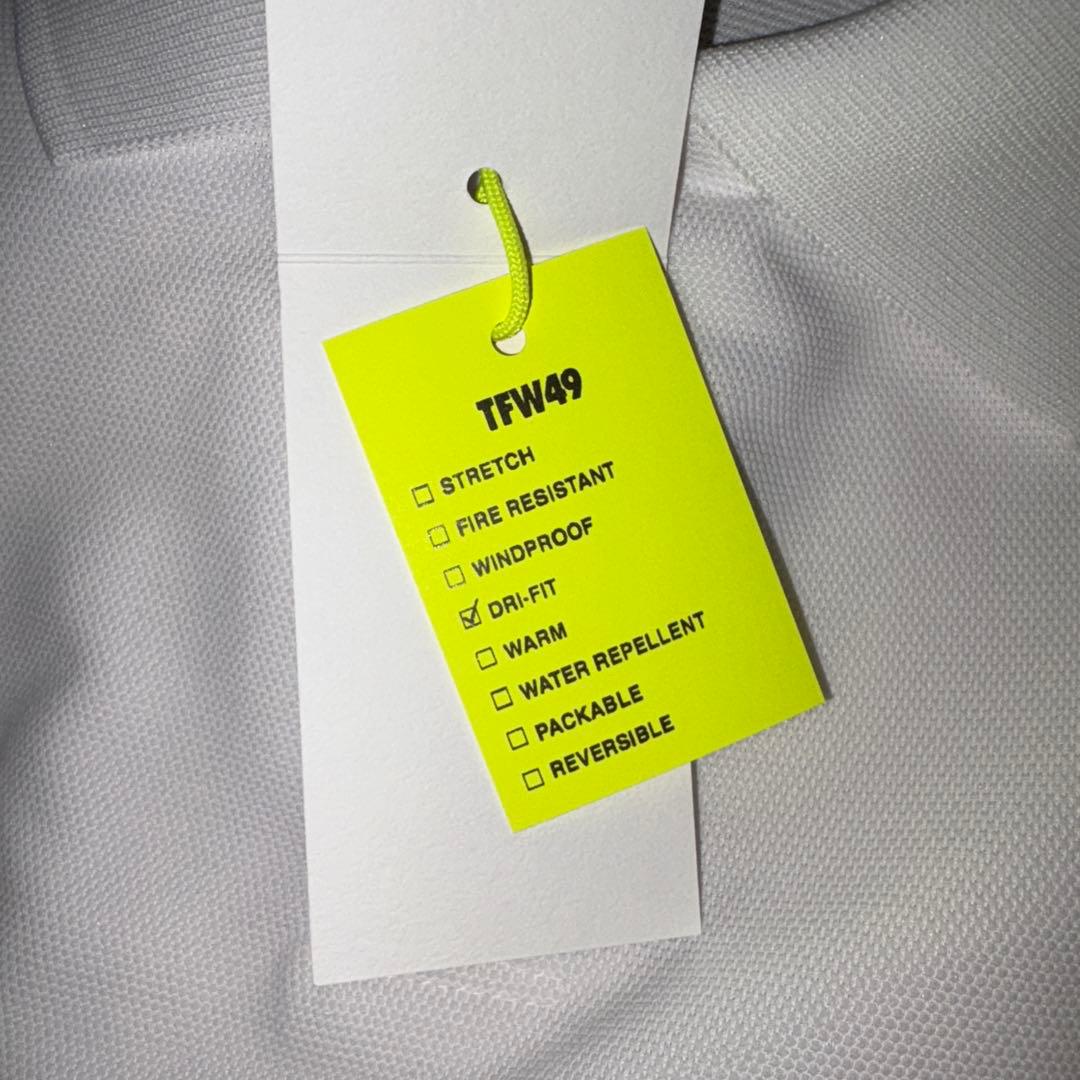 TFW49
☐ STRETCH
☐ FIRE RESISTANT
☐ WINDPROOF
☑ DRI-FIT
☐ WARM
☐ WATER REPELLENT
☐ PACKABLE
☐ REVERSIBLE